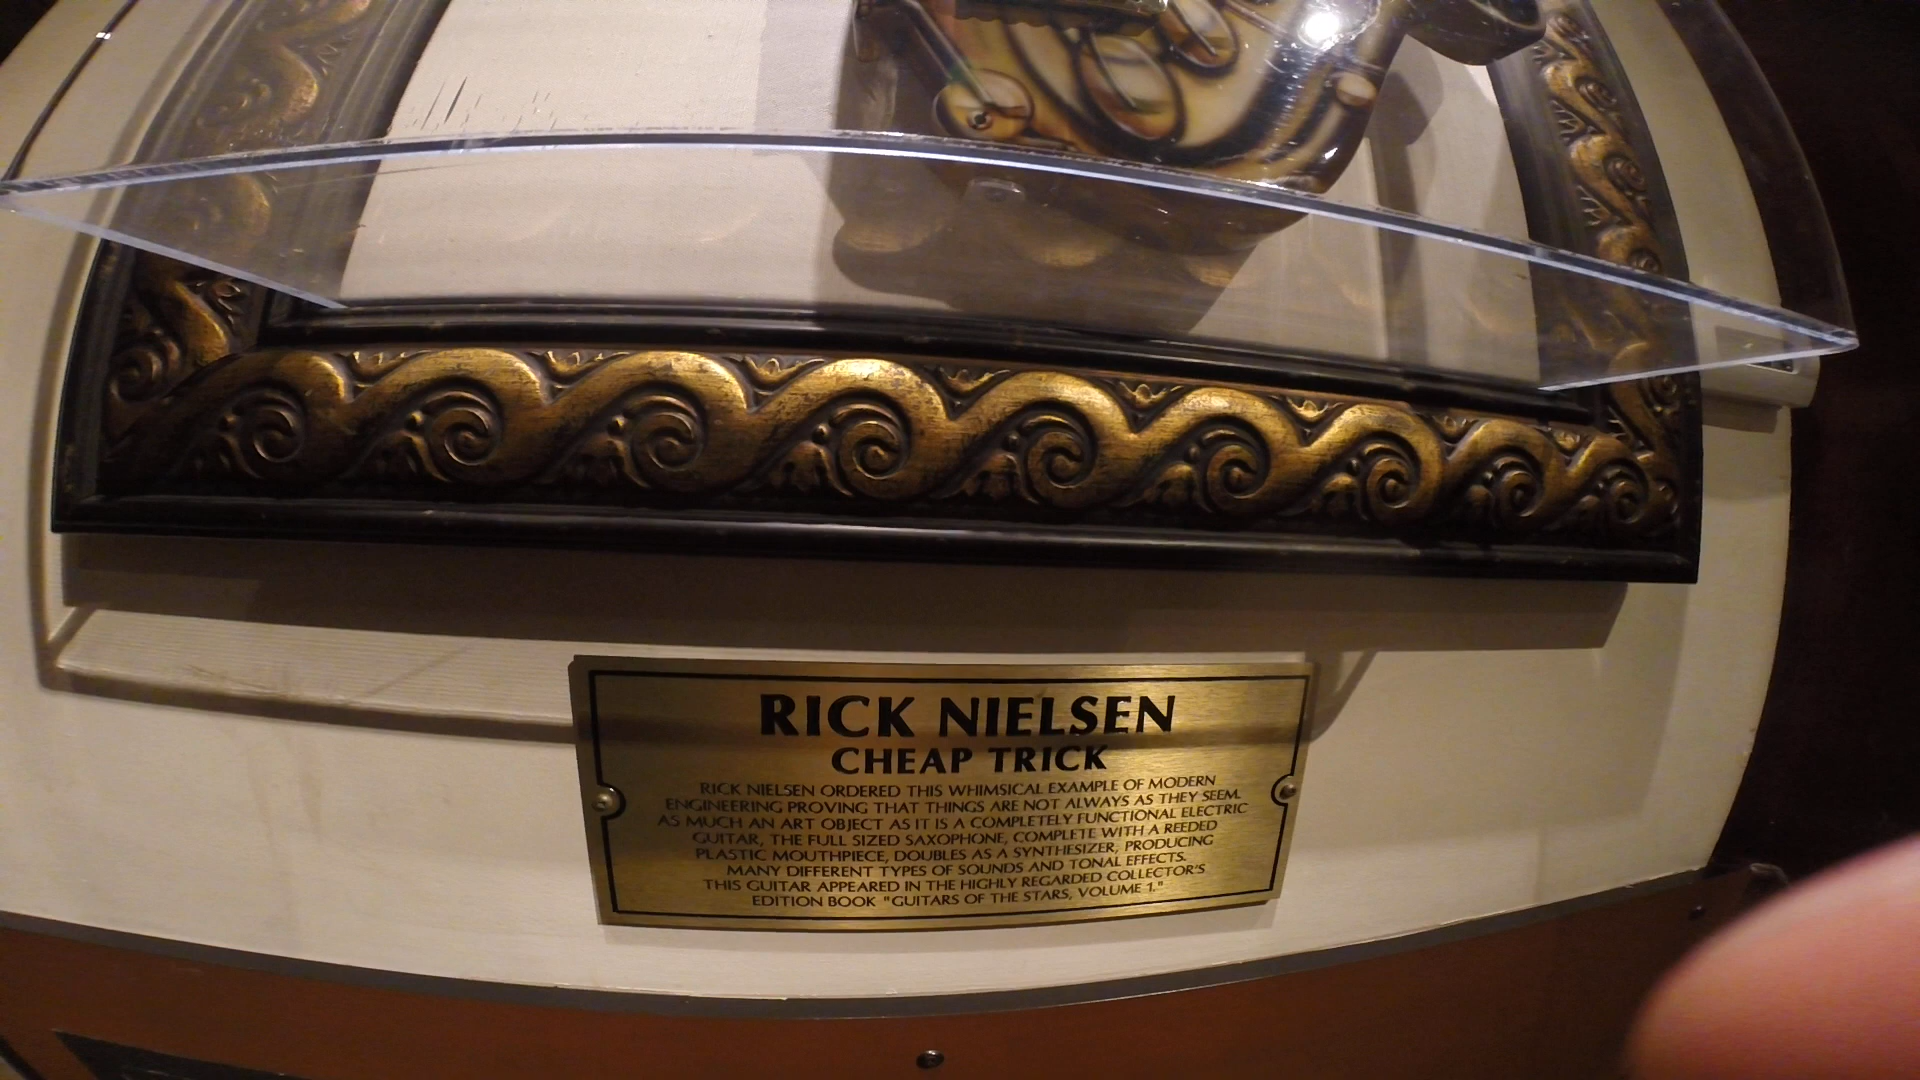 RICK NIELSEN
CHEAP TRICK
RICK NIELSEN ORDERED THIS WHIMSICAL EXAMPLE OF MODERN
ENGINEERING PROVING THAT THINGS ARE NOT ALWAYS AS THEY SEEM.
AS MUCH AN ART OBJECT AS IT IS A COMPLETELY FUNCTIONAL ELECTRIC
GUITAR, THE FULL SIZED SAXOPHONE, COMPLETE WITH A REEDED
PLASTIC MOUTHPIECE, DOUBLES AS A SYNTHESIZER, PRODUCING
MANY DIFFERENT TYPES OF SOUNDS AND TONAL EFFECTS.
THIS GUITAR APPEARED IN THE HIGHLY REGARDED COLLECTOR'S
EDITION BOOK "GUITARS OF THE STARS, VOLUME 1."